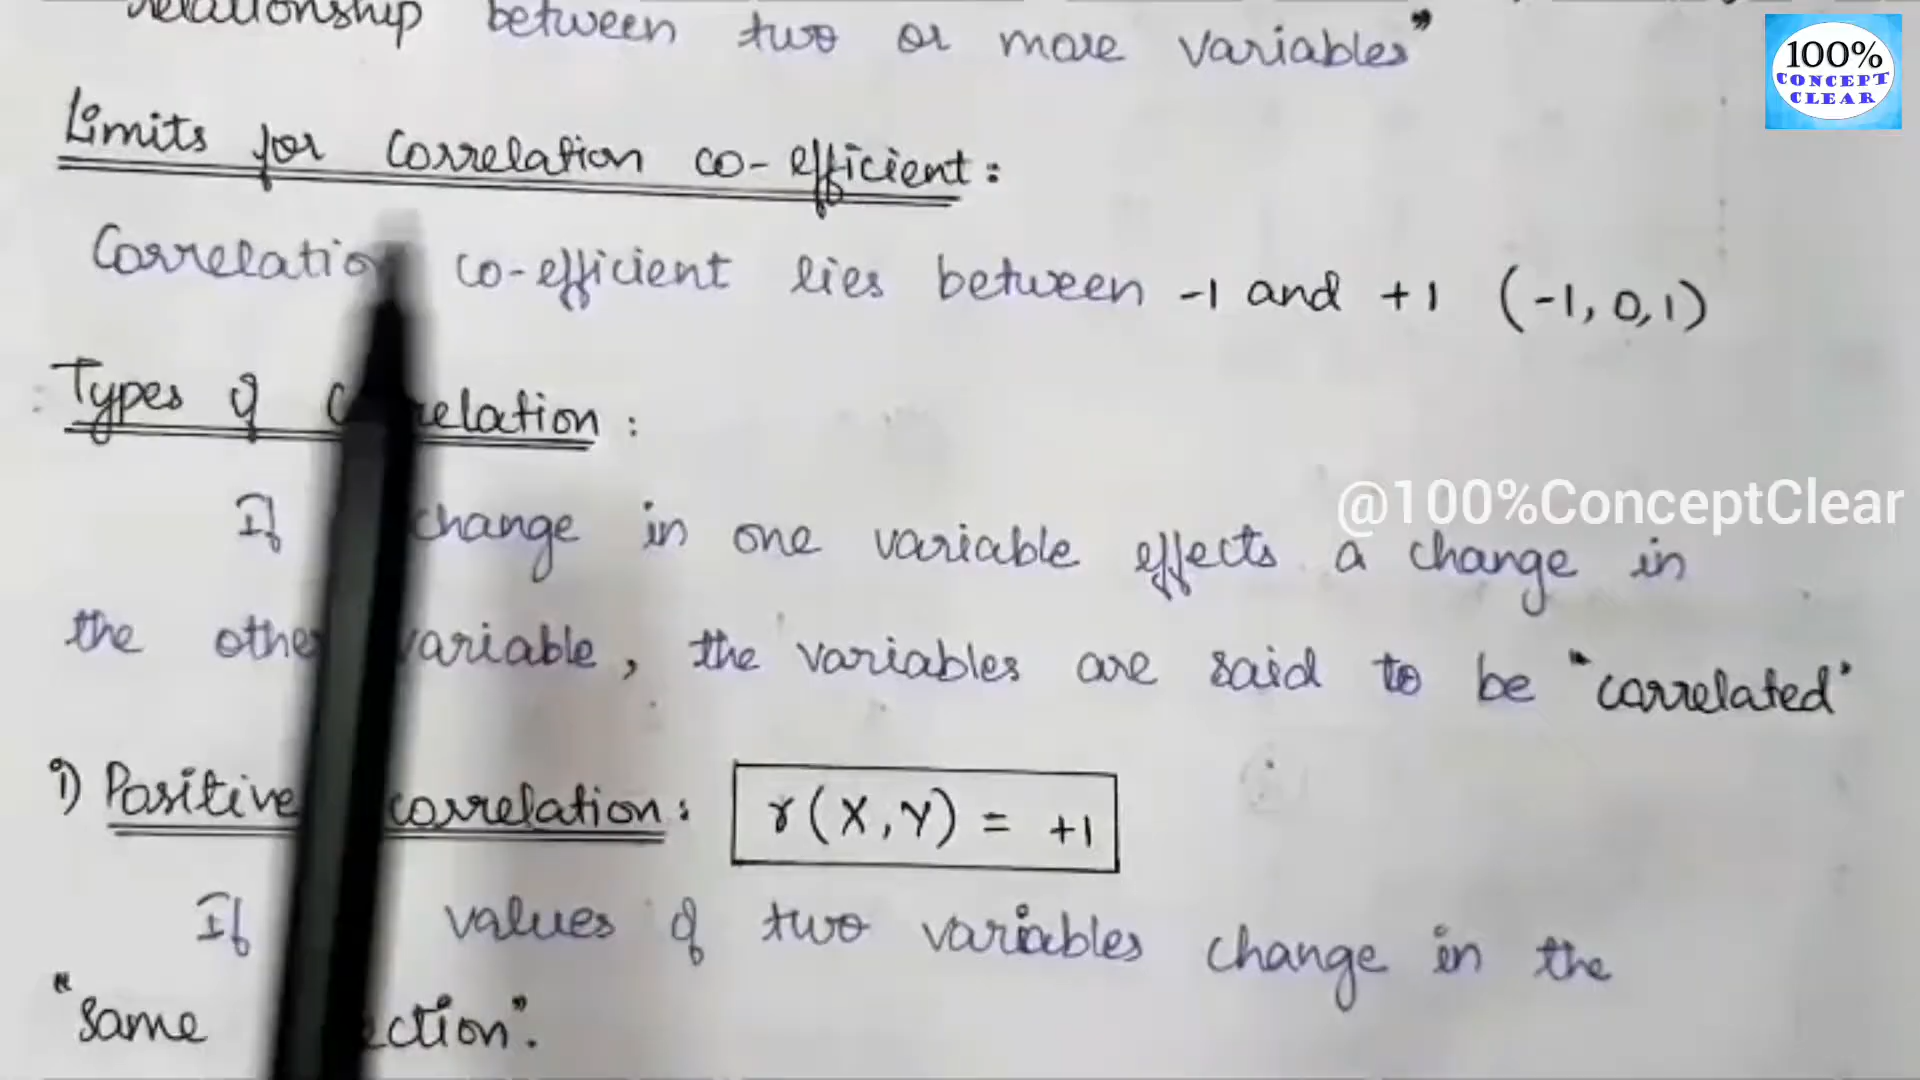 relationship between two or more variables"
100%
CONCEPT
CLEAR
Limits for correlation co-efficient:
Correlation co-efficient lies between -1 and +1 (-1, 0, 1)
Types of correlation:
@100%ConceptClear
If change in one variable effects a change in
the other variable, the variables are said to be "correlated"
i) Positive correlation: r(X,Y) = +1
If values of two variables change in the
"same direction".